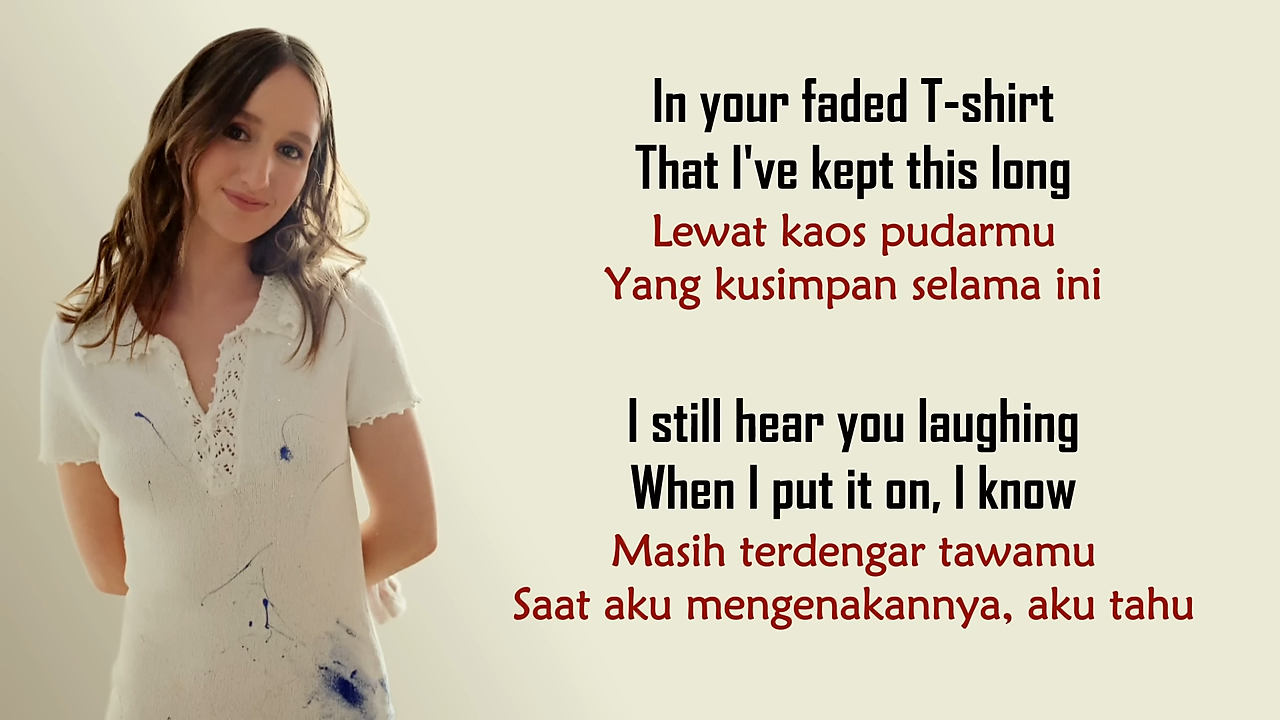 In your faded T-shirt
That I've kept this long
Lewat kaos pudarmu
Yang kusimpan selama ini
I still hear you laughing
When I put it on, I know
Masih terdengar tawamu
Saat aku mengenakannya, aku tahu